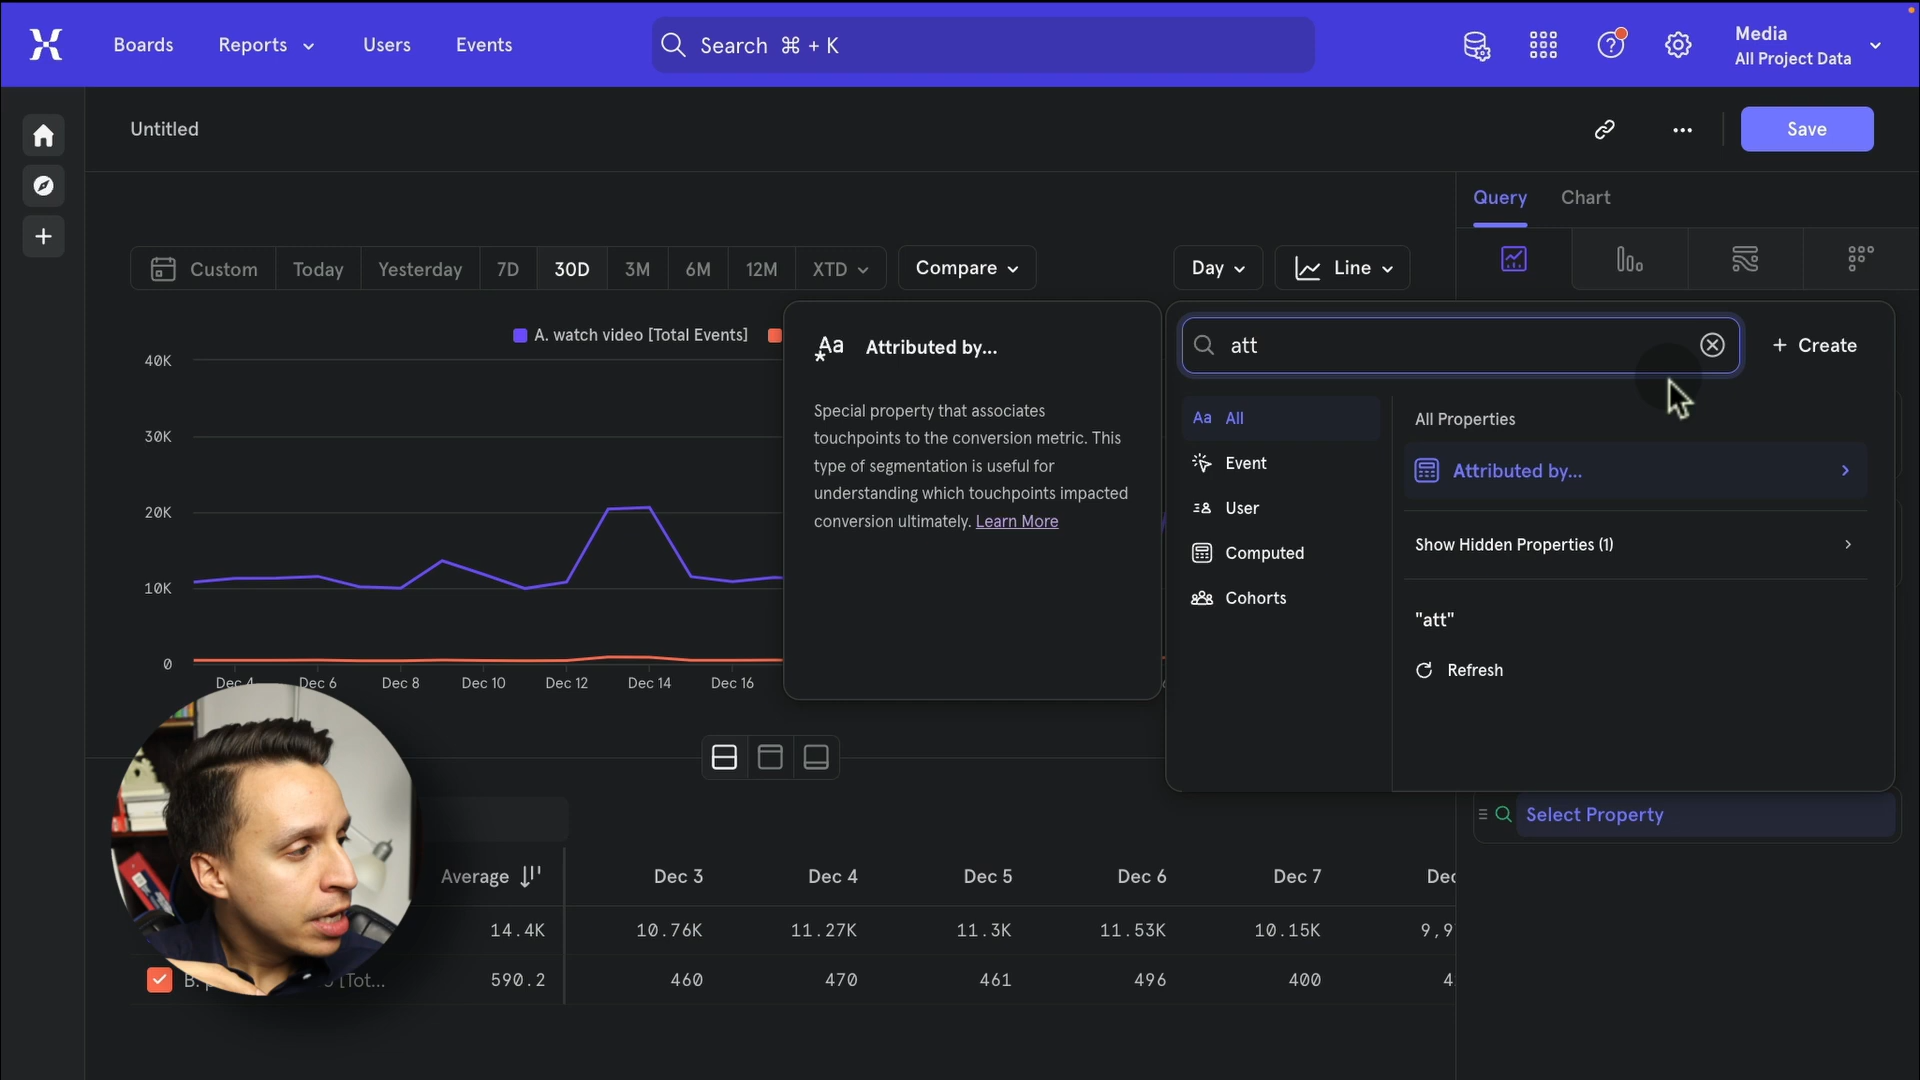 Boards
Reports
Users
Events
Search ⌘ + K
Media
All Project Data
Untitled
Save
Query
Chart
Custom
Today
Yesterday
7D
30D
3M
6M
12M
XTD
Compare
Day
Line
A. watch video [Total Events]
40K
30K
20K
10K
0
Dec 4
Dec 6
Dec 8
Dec 10
Dec 12
Dec 14
Dec 16
Aa
Attributed by...
Special property that associates
touchpoints to the conversion metric. This
type of segmentation is useful for
understanding which touchpoints impacted
conversion ultimately. Learn More
att
+ Create
Aa All
Event
User
Computed
Cohorts
All Properties
Attributed by...
Show Hidden Properties (1)
"att"
Refresh
Select Property
Average
Dec 3
Dec 4
Dec 5
Dec 6
Dec 7
Dec
14.4K
10.76K
11.27K
11.3K
11.53K
10.15K
9,9
B.
[Tot...
590.2
460
470
461
496
400
4